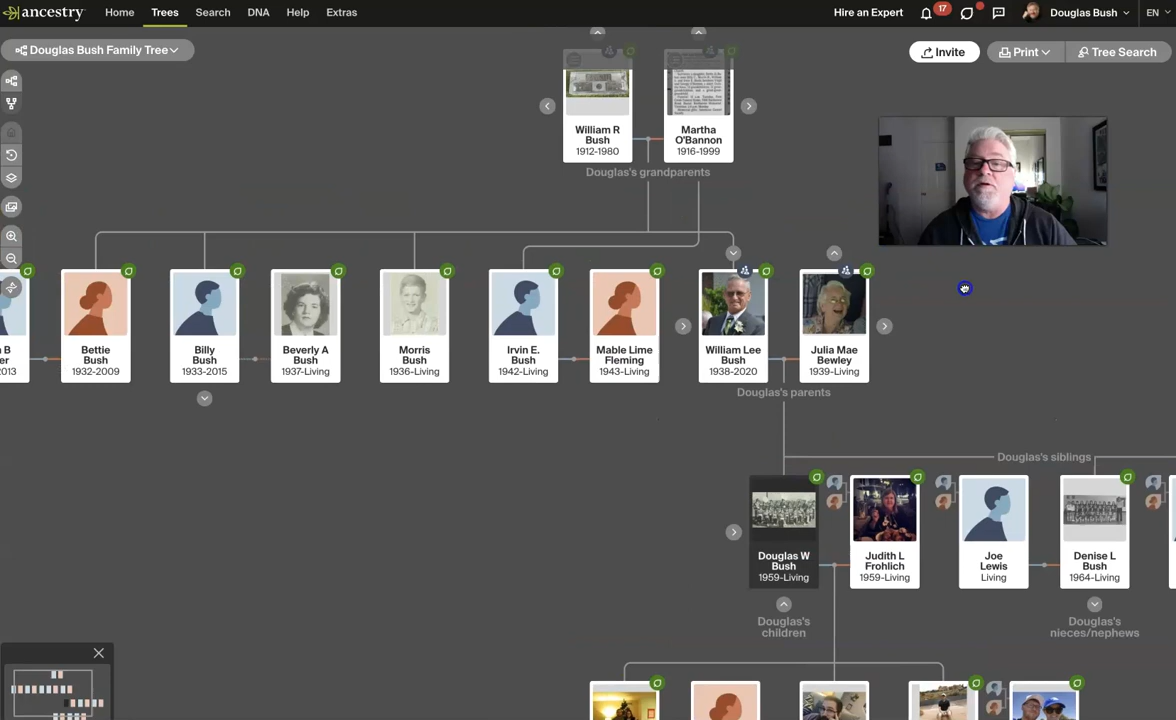 ancestry
Home
Trees
Search
DNA
Help
Extras
Hire an Expert
17
Douglas Bush
EN
Douglas Bush Family Tree
Invite
Print
Tree Search
William R
Bush
1912-1980
Martha
O'Bannon
1916-1999
Douglas's grandparents
B
er
2013
Bettie
Bush
1932-2009
Billy
Bush
1933-2015
Beverly A
Bush
1937-Living
Morris
Bush
1936-Living
Irvin E.
Bush
1942-Living
Mable Lime
Fleming
1943-Living
William Lee
Bush
1938-2020
Julia Mae
Bewley
1939-Living
Douglas's parents
Douglas's siblings
Douglas W
Bush
1959-Living
Judith L
Frohlich
1959-Living
Joe
Lewis
Living
Denise L
Bush
1964-Living
Douglas's
children
Douglas's
nieces/nephews